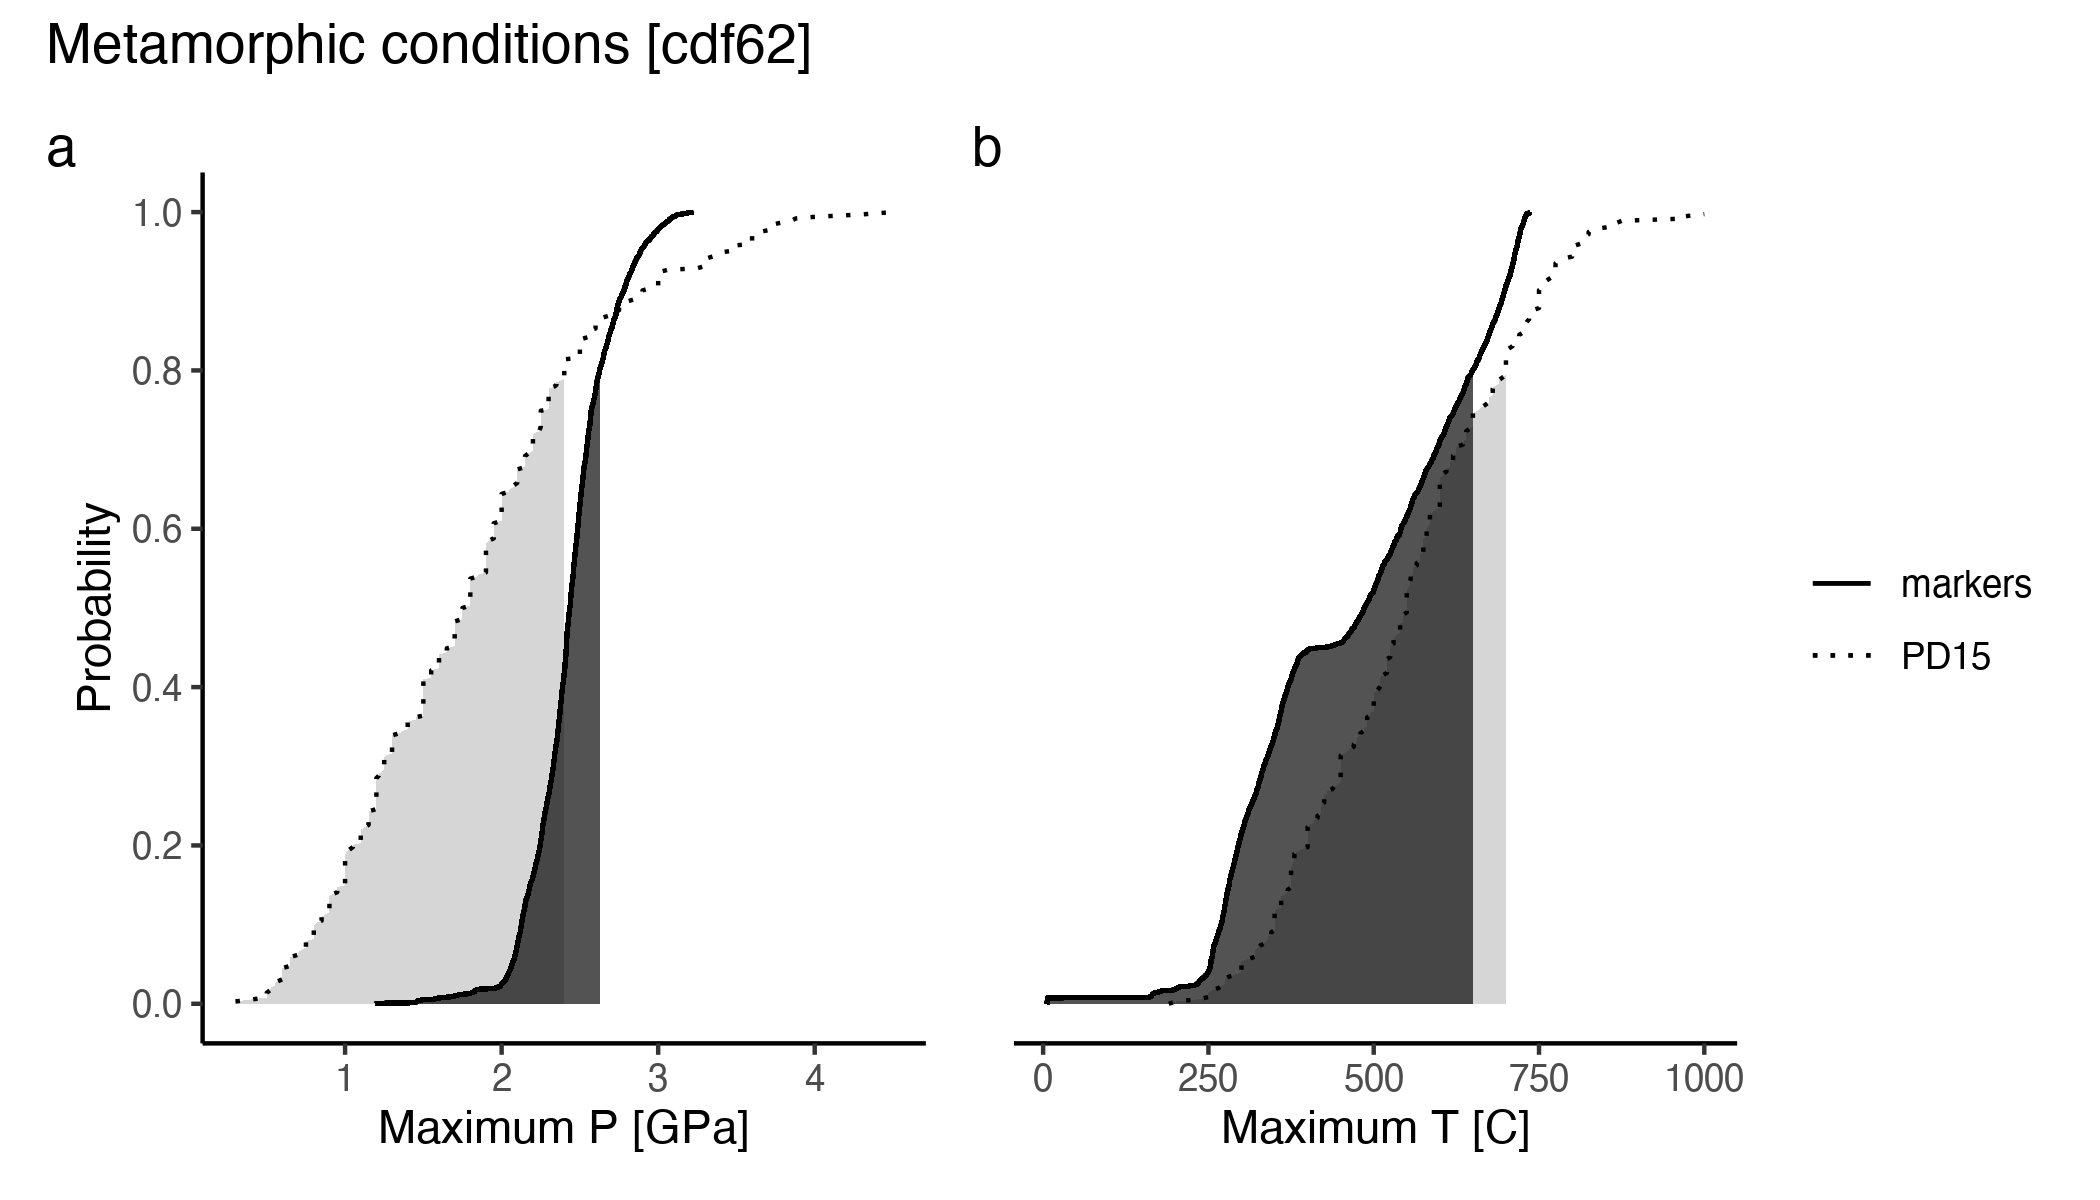 Metamorphic conditions [cdf62]
a
b
Probability
1.0
0.8
0.6
0.4
0.2
0.0
1 2 3 4
Maximum P [GPa]
0 250 500 750 1000
Maximum T [C]
markers
PD15